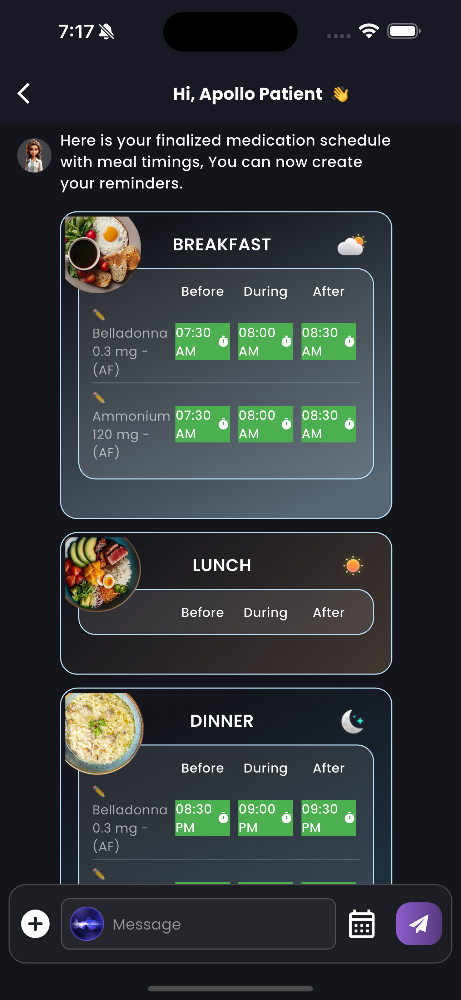 7:17
Hi, Apollo Patient 👋
Here is your finalized medication schedule
with meal timings, You can now create
your reminders.
BREAKFAST
Before During After
Belladonna
0.3 mg -
(AF)
07:30
AM
08:00
AM
08:30
AM
Ammonium
120 mg -
(AF)
07:30
AM
08:00
AM
08:30
AM
LUNCH
Before During After
DINNER
Before During After
Belladonna
0.3 mg -
(AF)
08:30
PM
09:00
PM
09:30
PM
Message